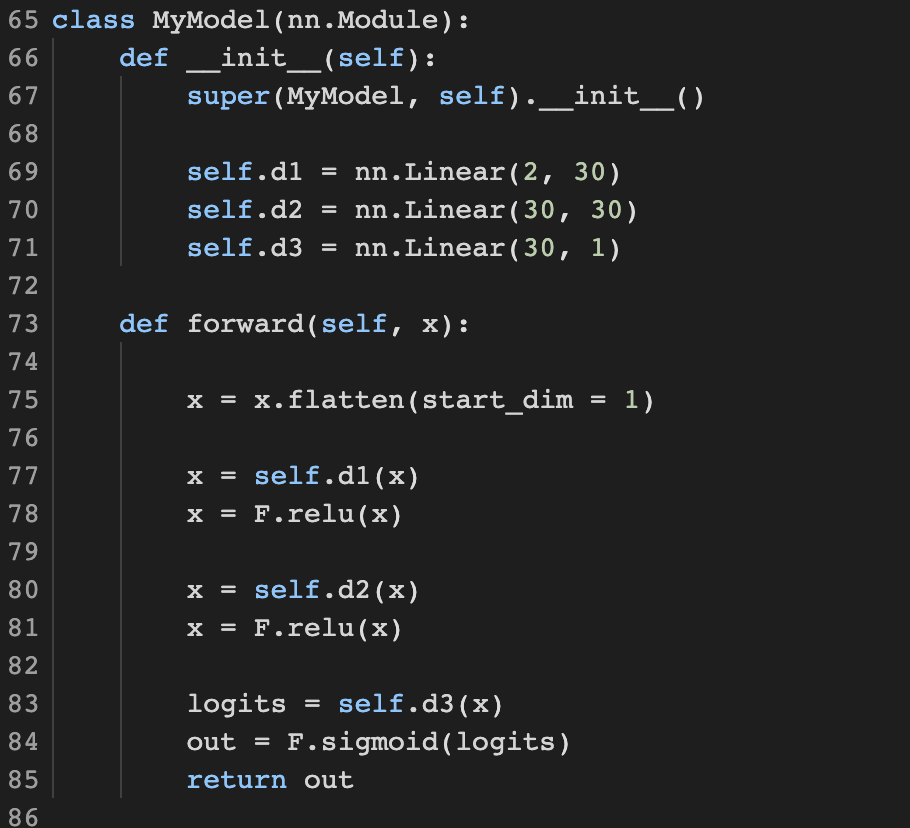 65 class MyModel(nn.Module):
66     def __init__(self):
67         super(MyModel, self).__init__()
68
69         self.d1 = nn.Linear(2, 30)
70         self.d2 = nn.Linear(30, 30)
71         self.d3 = nn.Linear(30, 1)
72
73     def forward(self, x):
74
75         x = x.flatten(start_dim = 1)
76
77         x = self.d1(x)
78         x = F.relu(x)
79
80         x = self.d2(x)
81         x = F.relu(x)
82
83         logits = self.d3(x)
84         out = F.sigmoid(logits)
85         return out
86